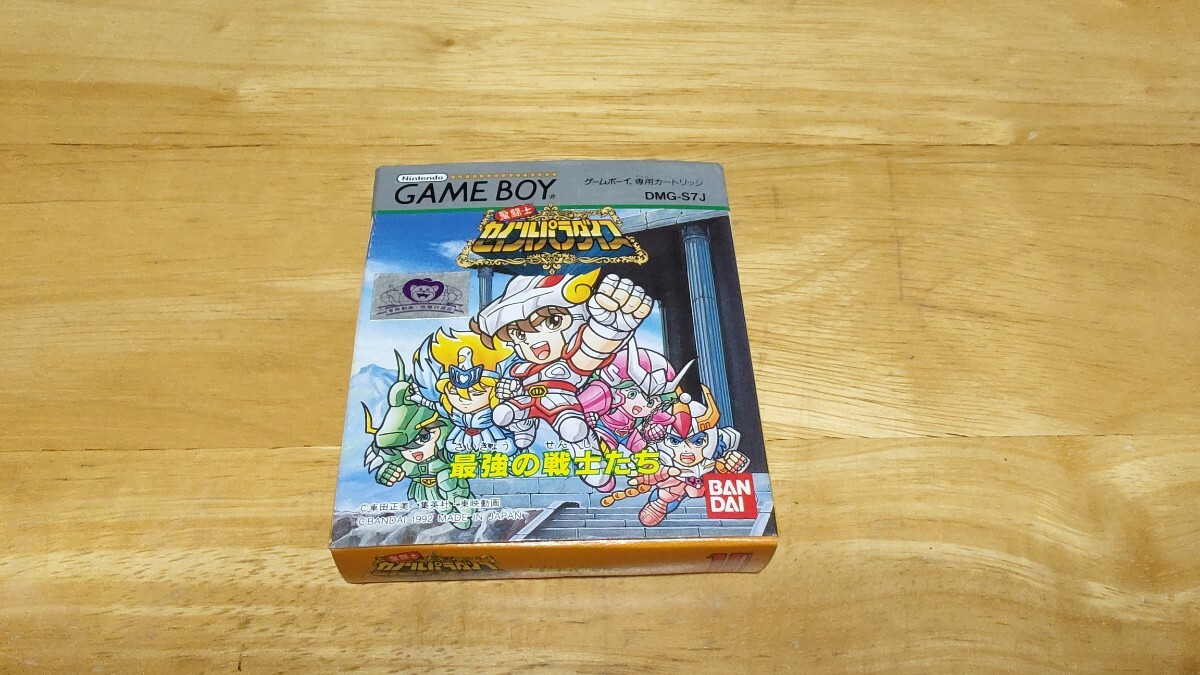 Nintendo
GAME BOY®
ゲームボーイ® 専用カートリッジ
DMG-S7J
聖闘士
セイントパラダイス
さいきょう せんし
最強の戦士たち
©車田正美 集英社・東映動画
©BANDAI 1992 MADE IN JAPAN
BAN
DAI
聖闘士
セイントパラダイス